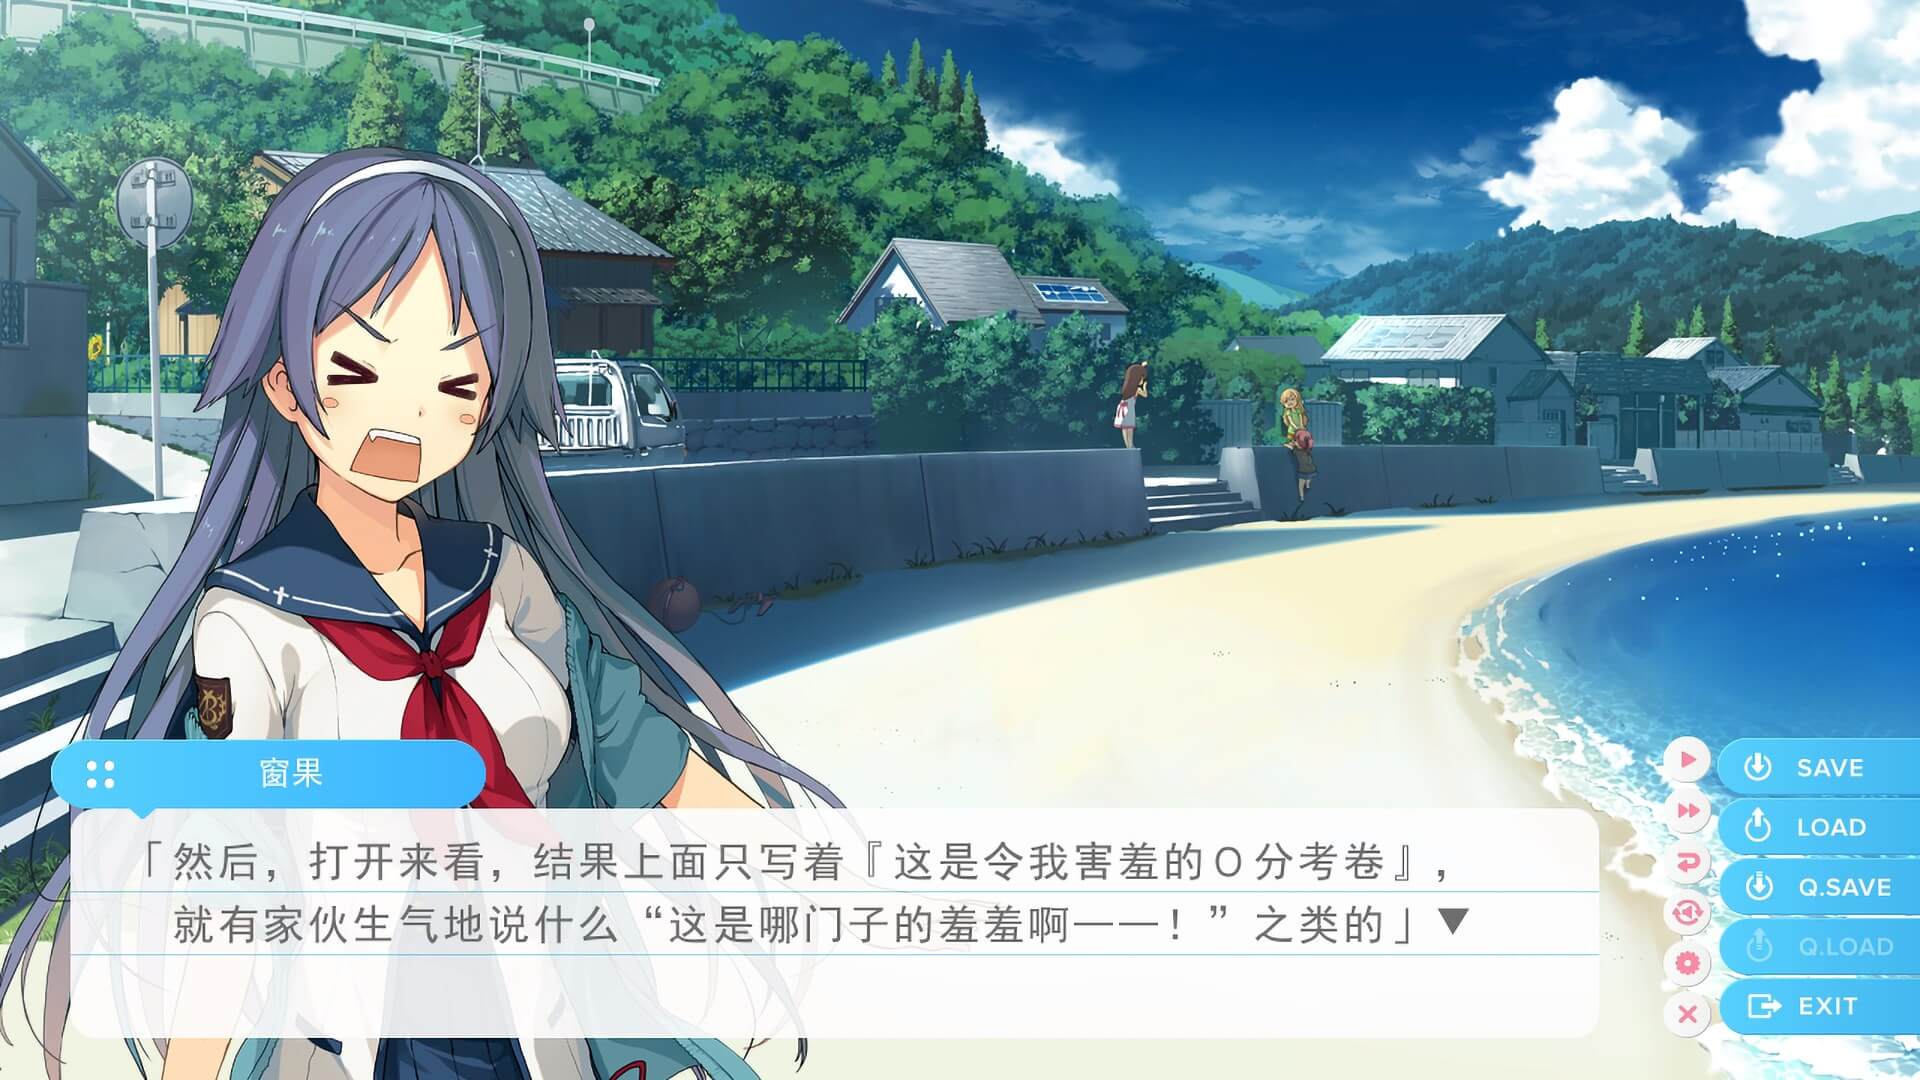 窗果
「然后，打开来看，结果上面只写着『这是令我害羞的O分考卷』，
就有家伙生气地说什么“这是哪门子的羞羞啊——！”之类的」▼
SAVE
LOAD
Q.SAVE
Q.LOAD
EXIT